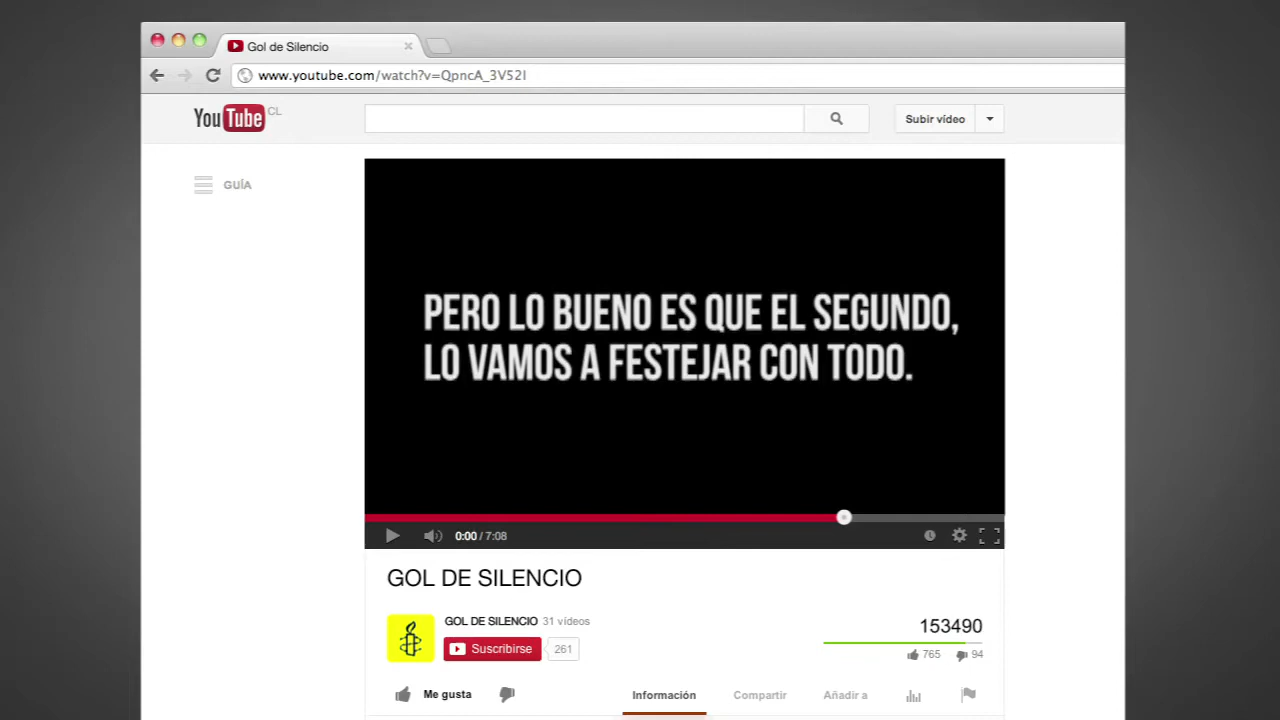 Gol de Silencio
www.youtube.com/watch?v=QpncA_3V52I
YouTube CL
Subir vídeo
GUÍA
PERO LO BUENO ES QUE EL SEGUNDO,
LO VAMOS A FESTEJAR CON TODO.
0:00 / 7:08
GOL DE SILENCIO
GOL DE SILENCIO 31 vídeos
153490
Suscribirse 261
765 94
Me gusta
Información Compartir Añadir a